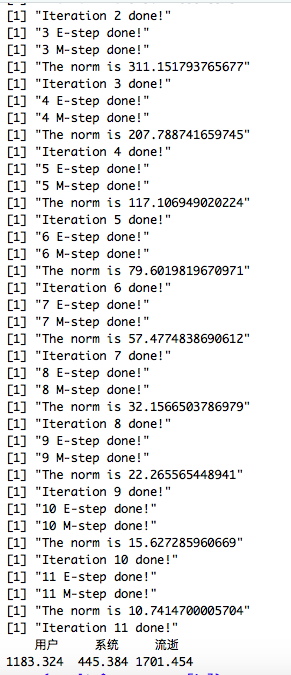 [1] "Iteration 2 done!"
[1] "3 E-step done!"
[1] "3 M-step done!"
[1] "The norm is 311.151793765677"
[1] "Iteration 3 done!"
[1] "4 E-step done!"
[1] "4 M-step done!"
[1] "The norm is 207.788741659745"
[1] "Iteration 4 done!"
[1] "5 E-step done!"
[1] "5 M-step done!"
[1] "The norm is 117.106949020224"
[1] "Iteration 5 done!"
[1] "6 E-step done!"
[1] "6 M-step done!"
[1] "The norm is 79.6019819670971"
[1] "Iteration 6 done!"
[1] "7 E-step done!"
[1] "7 M-step done!"
[1] "The norm is 57.4774838690612"
[1] "Iteration 7 done!"
[1] "8 E-step done!"
[1] "8 M-step done!"
[1] "The norm is 32.1566503786979"
[1] "Iteration 8 done!"
[1] "9 E-step done!"
[1] "9 M-step done!"
[1] "The norm is 22.265565448941"
[1] "Iteration 9 done!"
[1] "10 E-step done!"
[1] "10 M-step done!"
[1] "The norm is 15.627285960669"
[1] "Iteration 10 done!"
[1] "11 E-step done!"
[1] "11 M-step done!"
[1] "The norm is 10.7414700005704"
[1] "Iteration 11 done!"
用户 系统 流逝
1183.324 445.384 1701.454